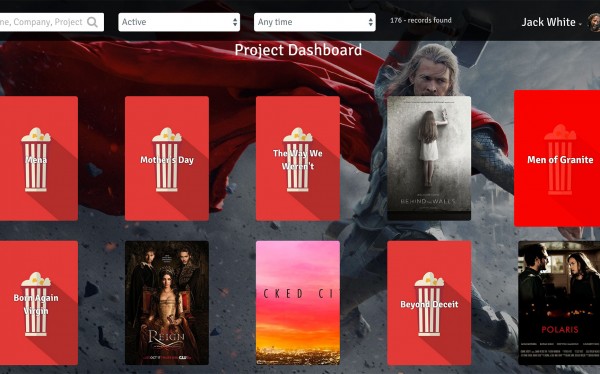 ne, Company, Project
Active
Any time
176 - records found
Jack White
Project Dashboard
Mena
Mother's Day
The Way We
Weren't
BEHIND THE WALLS
Men of Granite
Born Again
Virgin
REIGN
CKED CI
Beyond Deceit
POLARIS